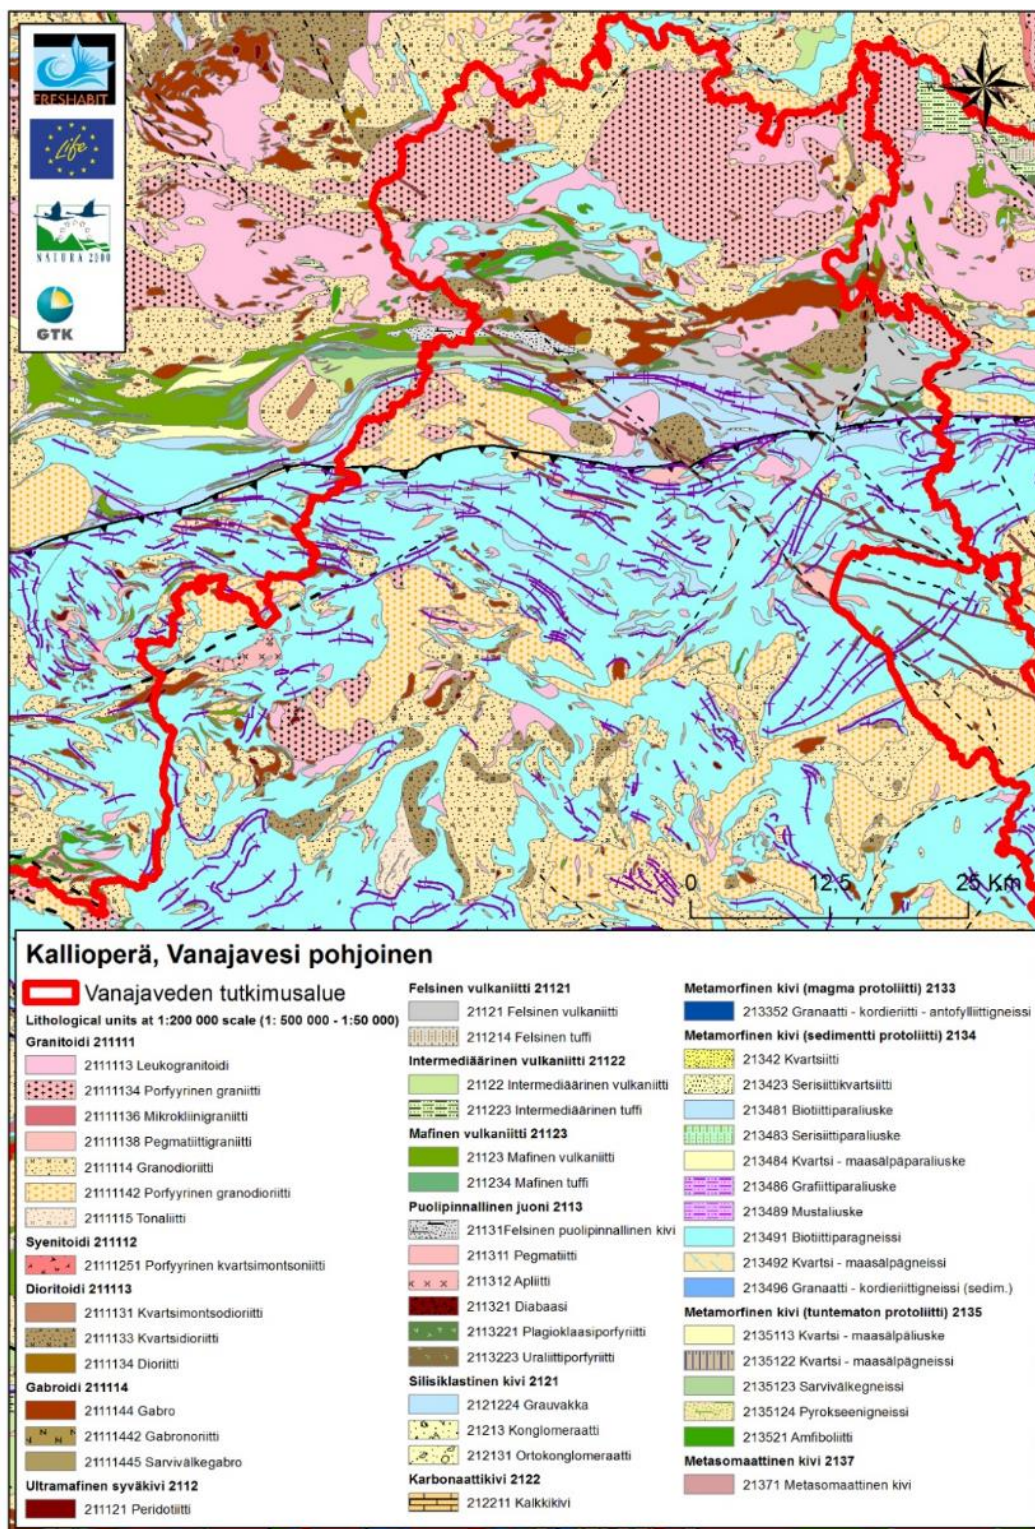 FRESHABIT
Life
NATURA 2000
GTK
0 12,5 25 Km
Kallioperä, Vanajavesi pohjoinen
Vanajaveden tutkimusalue
Lithological units at 1:200 000 scale (1: 500 000 - 1:50 000)
Granitoidi 211111
2111113 Leukogranitoidi
21111134 Porfyyrinen graniitti
21111136 Mikrokliinigraniitti
21111138 Pegmatiittigraniitti
2111114 Granodioriitti
21111142 Porfyyrinen granodioriitti
2111115 Tonaliitti
Syenitoidi 211112
21111251 Porfyyrinen kvartsimontsoniitti
Dioritoidi 211113
2111131 Kvartsimontsodioriitti
2111133 Kvartsidioriitti
2111134 Dioriitti
Gabroidi 211114
2111144 Gabro
21111442 Gabronoriitti
21111445 Sarvivälkegabro
Ultramafinen syväkivi 2112
211121 Peridotiitti
Felsinen vulkaniitti 21121
21121 Felsinen vulkaniitti
211214 Felsinen tuffi
Intermediäärinen vulkaniitti 21122
21122 Intermediäärinen vulkaniitti
211223 Intermediäärinen tuffi
Mafinen vulkaniitti 21123
21123 Mafinen vulkaniitti
211234 Mafinen tuffi
Puolipinnallinen juoni 2113
21131Felsinen puolipinnallinen kivi
211311 Pegmatiitti
211312 Apliitti
211321 Diabaasi
2113221 Plagioklaasiporfyriitti
2113223 Uraliittiporfyriitti
Silisiklastinen kivi 2121
2121224 Grauvakka
21213 Konglomeraatti
212131 Ortokonglomeraatti
Karbonaattikivi 2122
212211 Kalkkikivi
Metamorfinen kivi (magma protoliitti) 2133
213352 Granaatti - kordieriitti - antofylliittigneissi
Metamorfinen kivi (sedimentti protoliitti) 2134
21342 Kvartsiitti
213423 Serisiittikvartsiitti
213481 Biotiittiparaliuske
213483 Serisiittiparaliuske
213484 Kvartsi - maasälpäparaliuske
213486 Grafiittiparaliuske
213489 Mustaliuske
213491 Biotiittiparagneissi
213492 Kvartsi - maasälpägneissi
213496 Granaatti - kordieriittigneissi (sedim.)
Metamorfinen kivi (tuntematon protoliitti) 2135
2135113 Kvartsi - maasälpäliuske
2135122 Kvartsi - maasälpägneissi
2135123 Sarvivälkegneissi
2135124 Pyrokseenigneissi
213521 Amfiboliitti
Metasomaattinen kivi 2137
21371 Metasomaattinen kivi